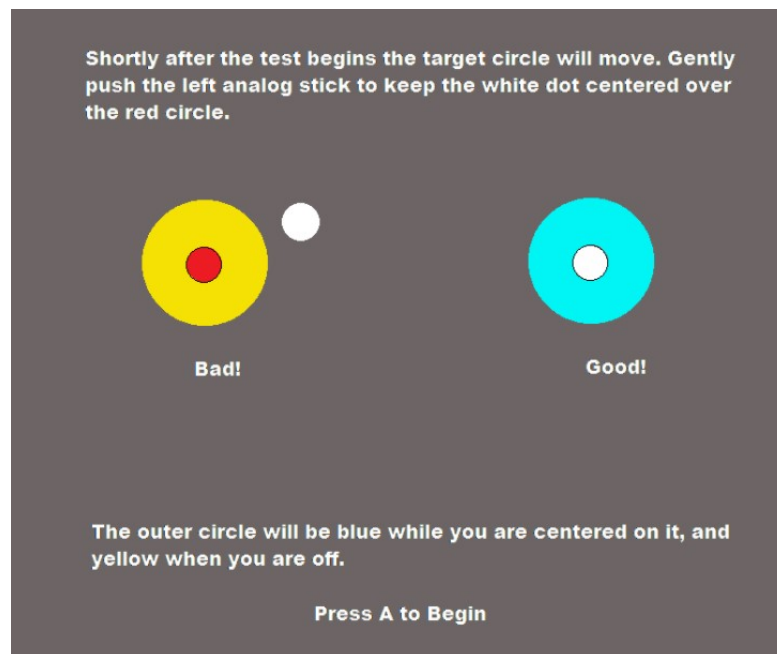 Shortly after the test begins the target circle will move. Gently
push the left analog stick to keep the white dot centered over
the red circle.
Bad!
Good!
The outer circle will be blue while you are centered on it, and
yellow when you are off.
Press A to Begin